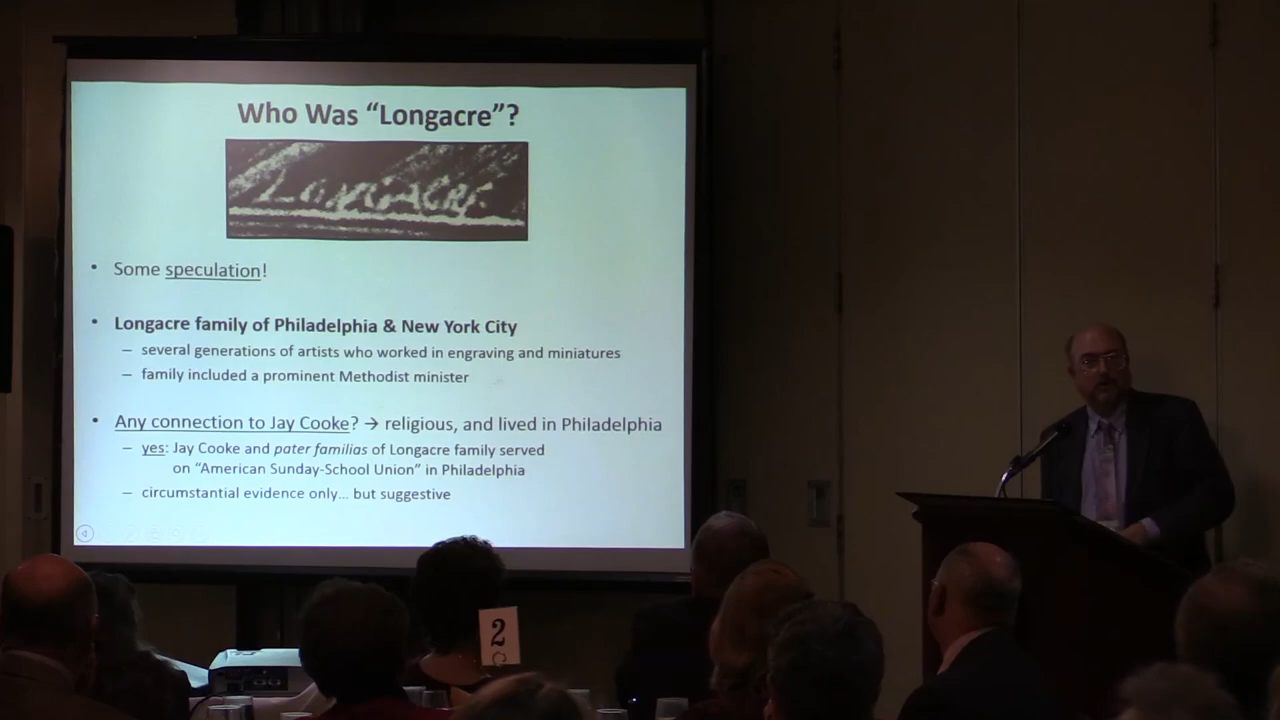 Who Was “Longacre”?
Longacre
• Some speculation!
• Longacre family of Philadelphia & New York City
– several generations of artists who worked in engraving and miniatures
– family included a prominent Methodist minister
• Any connection to Jay Cooke? → religious, and lived in Philadelphia
– yes: Jay Cooke and pater familias of Longacre family served
on “American Sunday-School Union” in Philadelphia
– circumstantial evidence only... but suggestive
2